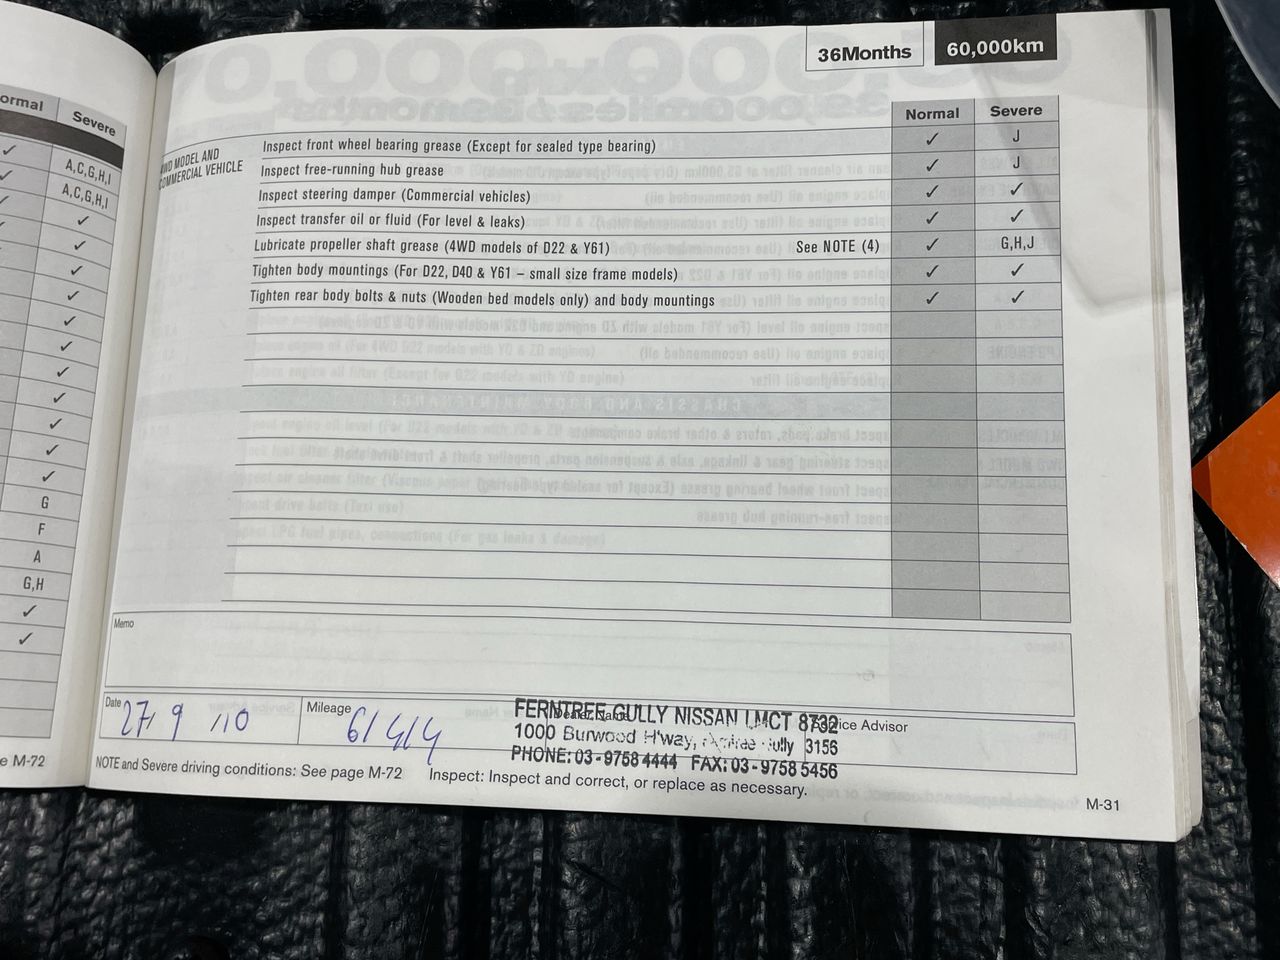 ormal Severe
✓ A,C,G,H,I
✓ A,C,G,H,I
✓
✓
✓
✓
✓
✓
✓
✓
✓
✓
✓
G
F
A
G,H
✓
✓
e M-72
36Months 60,000km
Normal Severe
WD MODEL AND
COMMERCIAL VEHICLE
Inspect front wheel bearing grease (Except for sealed type bearing) ✓ J
Inspect free-running hub grease ✓ J
Inspect steering damper (Commercial vehicles) ✓ ✓
Inspect transfer oil or fluid (For level & leaks) ✓ ✓
Lubricate propeller shaft grease (4WD models of D22 & Y61) See NOTE (4) ✓ G,H,J
Tighten body mountings (For D22, D40 & Y61 – small size frame models) ✓ ✓
Tighten rear body bolts & nuts (Wooden bed models only) and body mountings ✓ ✓
Memo
Date 27/9/10 Mileage 61414
Dealer Name Service Advisor
FERNTREE GULLY NISSAN LMCT 8732
1000 Burwood H'way, 3156
PHONE: 03-9758 4444 FAX: 03-9758 5456
NOTE and Severe driving conditions: See page M-72 Inspect: Inspect and correct, or replace as necessary.
M-31